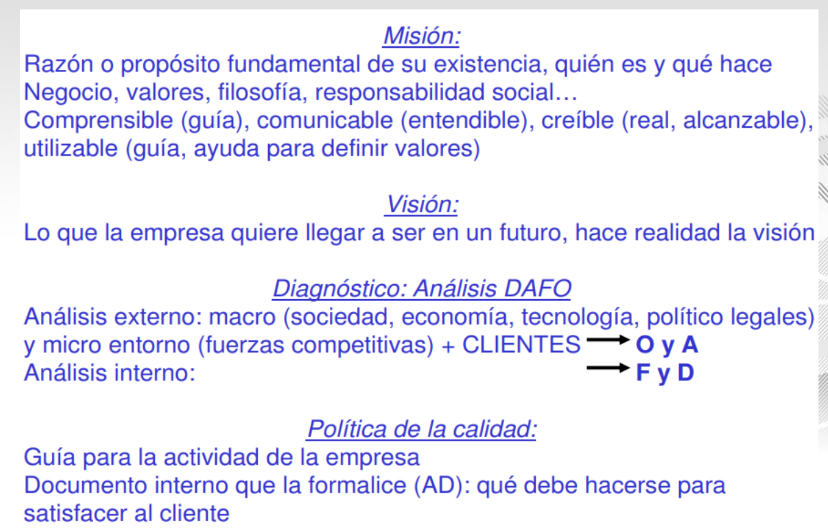 Misión:
Razón o propósito fundamental de su existencia, quién es y qué hace
Negocio, valores, filosofía, responsabilidad social…
Comprensible (guía), comunicable (entendible), creíble (real, alcanzable),
utilizable (guía, ayuda para definir valores)
Visión:
Lo que la empresa quiere llegar a ser en un futuro, hace realidad la visión
Diagnóstico: Análisis DAFO
Análisis externo: macro (sociedad, economía, tecnología, político legales)
y micro entorno (fuerzas competitivas) + CLIENTES → O y A
Análisis interno: → F y D
Política de la calidad:
Guía para la actividad de la empresa
Documento interno que la formalice (AD): qué debe hacerse para
satisfacer al cliente